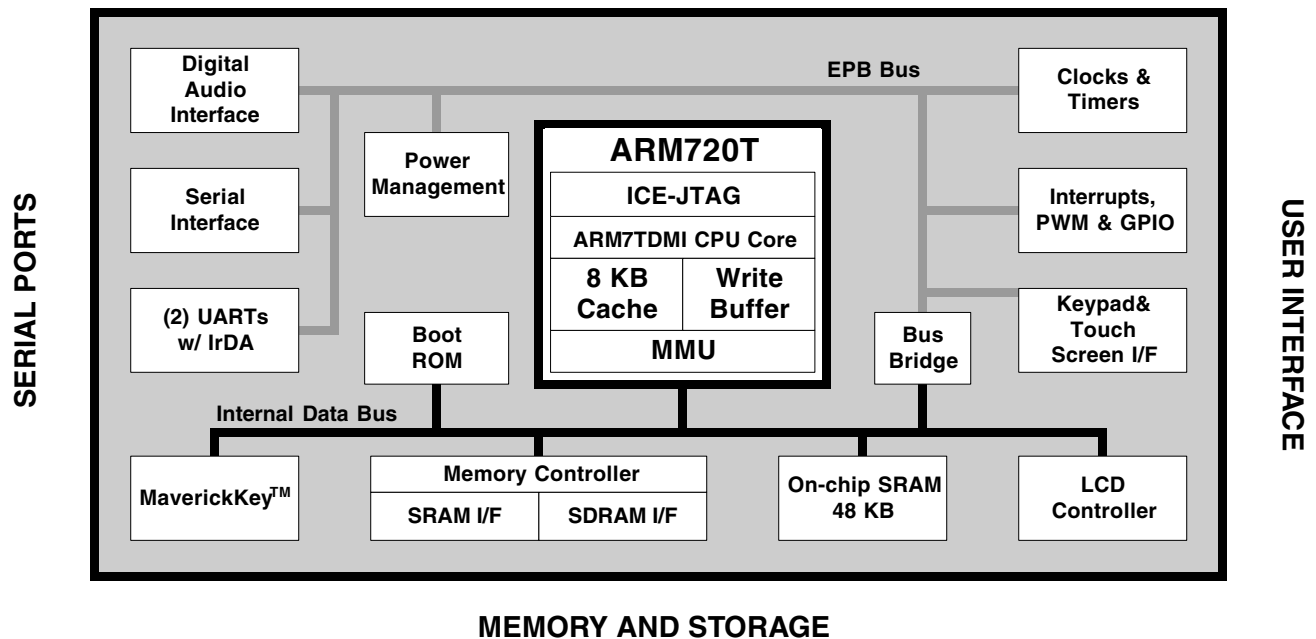 Digital
Audio
Interface
EPB Bus
Clocks &
Timers
Power
Management
ARM720T
ICE-JTAG
ARM7TDMI CPU Core
8 KB
Cache
Write
Buffer
MMU
Serial
Interface
Interrupts,
PWM & GPIO
(2) UARTs
w/ IrDA
Boot
ROM
Bus
Bridge
Keypad&
Touch
Screen I/F
SERIAL PORTS
USER INTERFACE
Internal Data Bus
MaverickKey™
Memory Controller
SRAM I/F
SDRAM I/F
On-chip SRAM
48 KB
LCD
Controller
MEMORY AND STORAGE